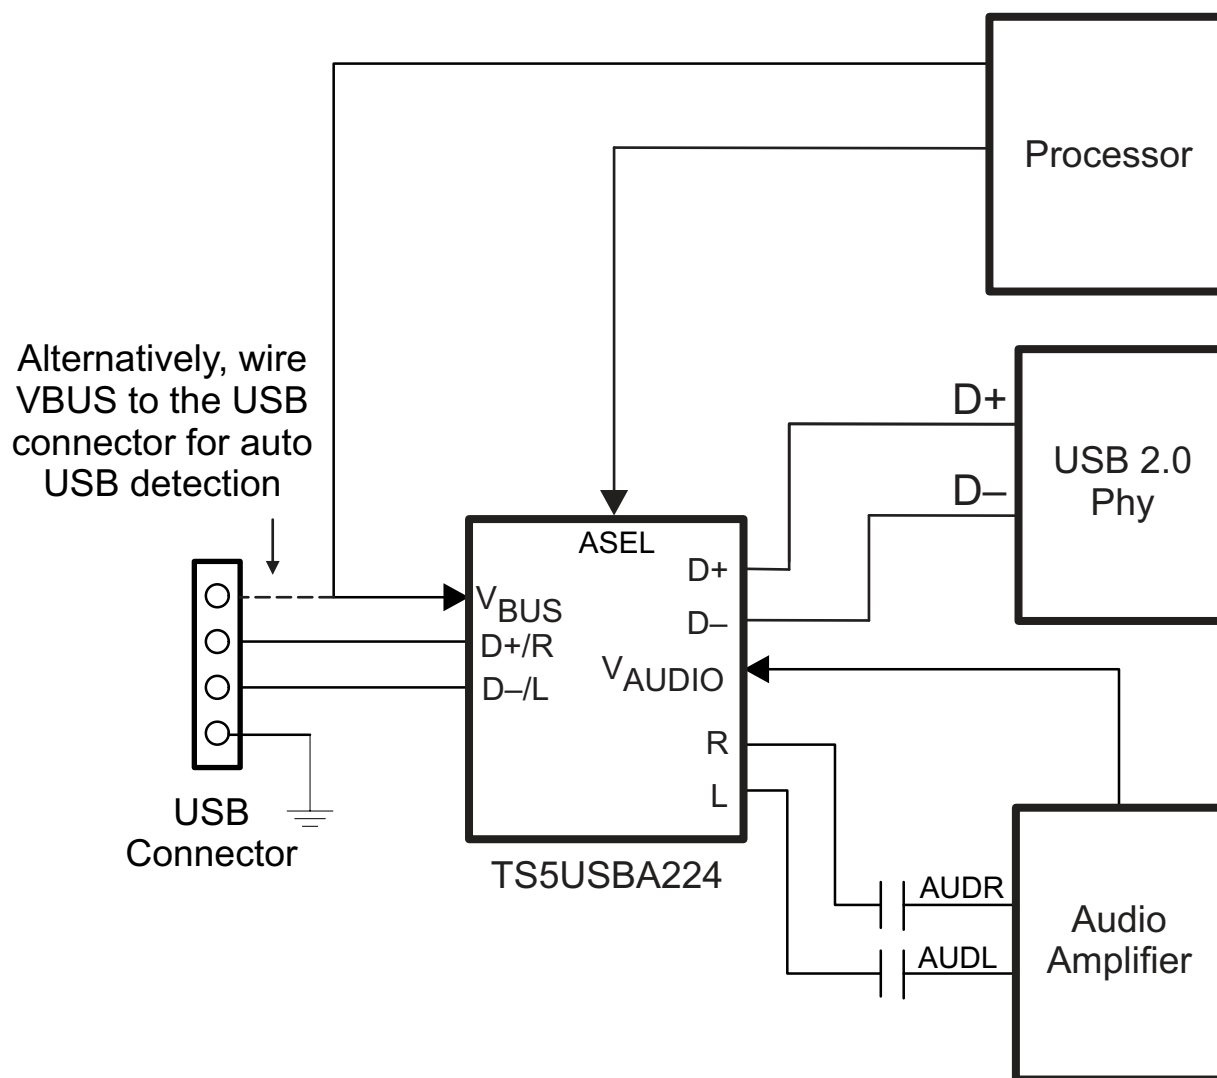 Processor
Alternatively, wire
VBUS to the USB
connector for auto
USB detection
D+
D–
USB 2.0
Phy
ASEL
D+
D–
VBUS
D+/R
D–/L
VAUDIO
R
L
USB
Connector
TS5USBA224
AUDR
AUDL
Audio
Amplifier